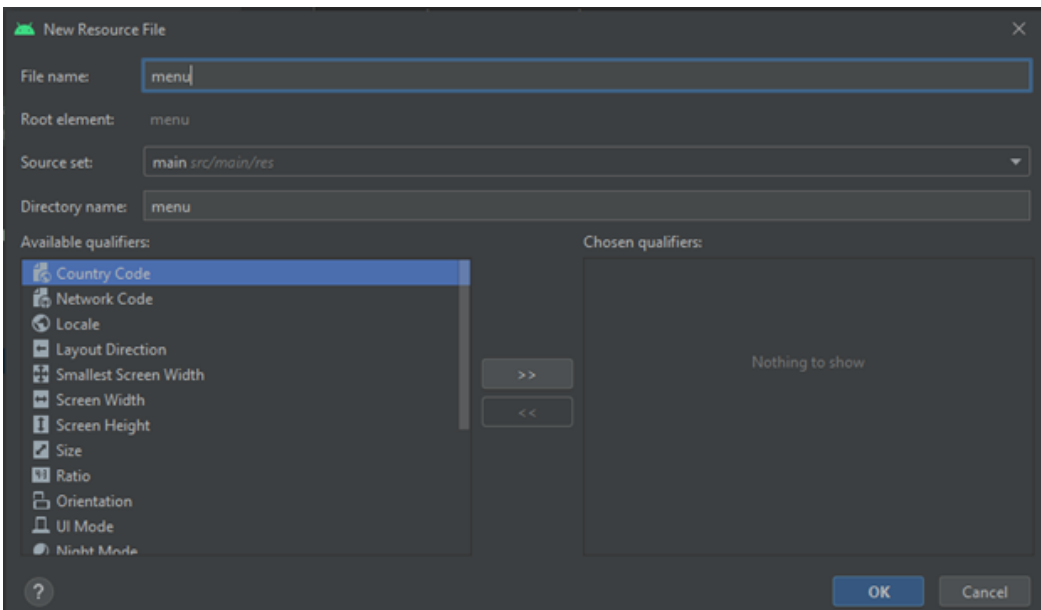 New Resource File
File name: menu
Root element: menu
Source set: main src/main/res
Directory name: menu
Available qualifiers:
Country Code
Network Code
Locale
Layout Direction
Smallest Screen Width
Screen Width
Screen Height
Size
Ratio
Orientation
UI Mode
Night Mode
>>
<<
Chosen qualifiers:
Nothing to show
?
OK Cancel